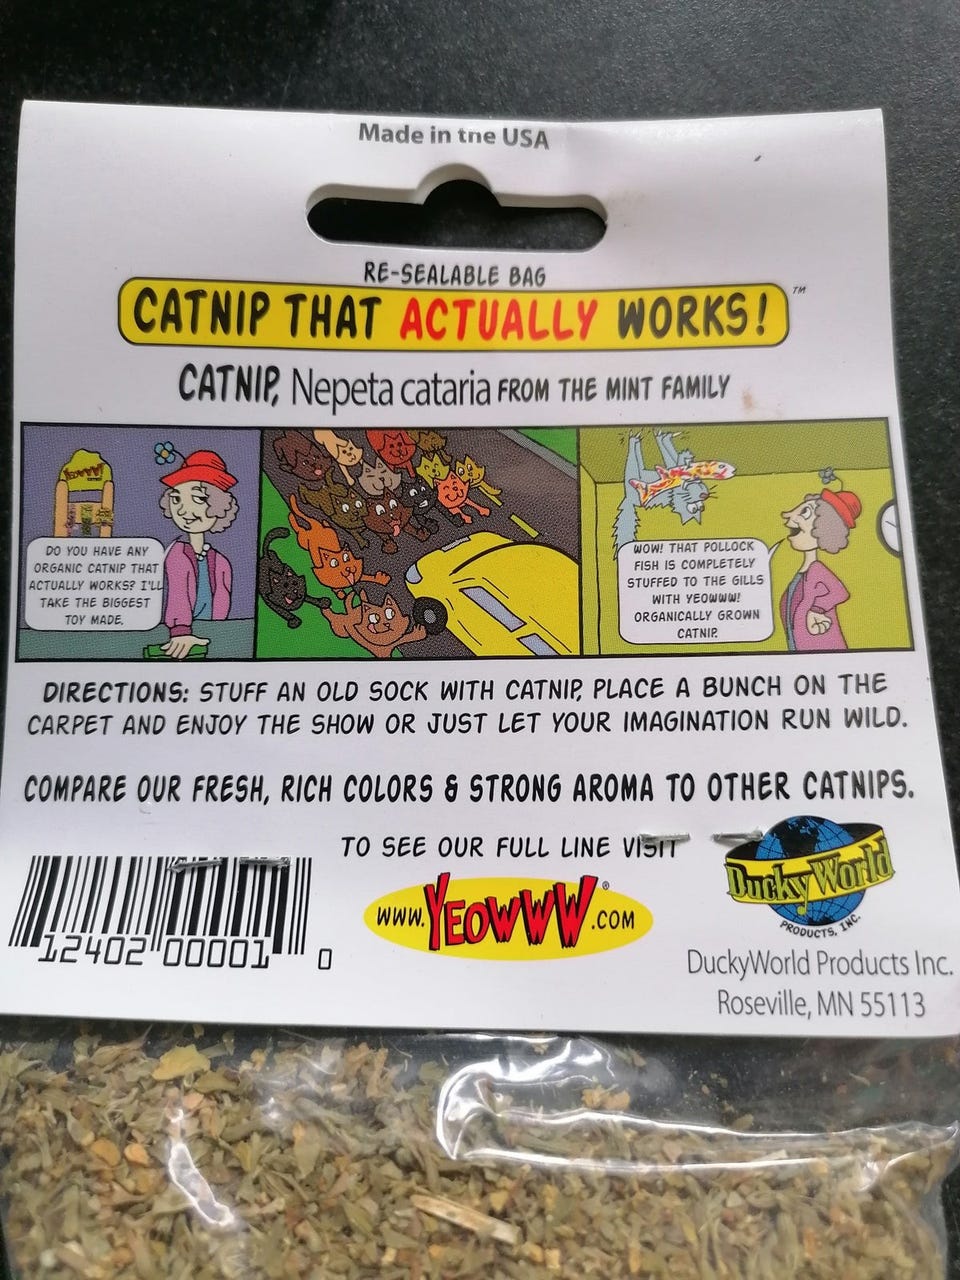 Made in the USA
RE-SEALABLE BAG
CATNIP THAT ACTUALLY WORKS! ™
CATNIP, Nepeta cataria FROM THE MINT FAMILY
YEOWWW!
CATNIP
DO YOU HAVE ANY
ORGANIC CATNIP THAT
ACTUALLY WORKS? I'LL
TAKE THE BIGGEST
TOY MADE.
WOW! THAT POLLOCK
FISH IS COMPLETELY
STUFFED TO THE GILLS
WITH YEOWWW!
ORGANICALLY GROWN
CATNIP.
DIRECTIONS: STUFF AN OLD SOCK WITH CATNIP, PLACE A BUNCH ON THE
CARPET AND ENJOY THE SHOW OR JUST LET YOUR IMAGINATION RUN WILD.
COMPARE OUR FRESH, RICH COLORS & STRONG AROMA TO OTHER CATNIPS.
TO SEE OUR FULL LINE VISIT
www.YEOWWW®.COM
Ducky World
PRODUCTS, INC.
12402 00001 0
DuckyWorld Products Inc.
Roseville, MN 55113